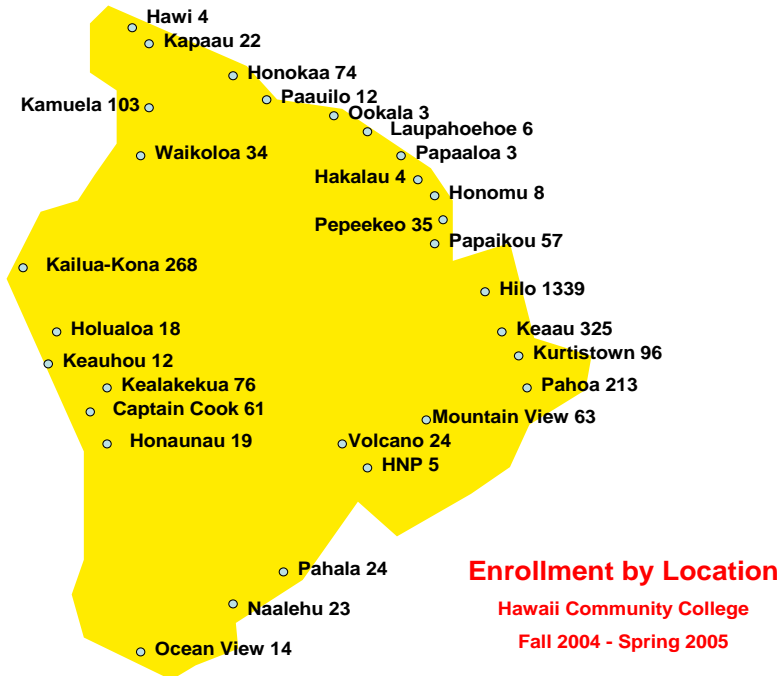 Hawi 4
Kapaau 22
Honokaa 74
Paauilo 12
Kamuela 103
Ookala 3
Laupahoehoe 6
Waikoloa 34
Papaaloa 3
Hakalau 4
Honomu 8
Pepeekeo 35
Papaikou 57
Kailua-Kona 268
Hilo 1339
Holualoa 18
Keaau 325
Kurtistown 96
Keauhou 12
Kealakekua 76
Pahoa 213
Captain Cook 61
Mountain View 63
Honaunau 19
Volcano 24
HNP 5
Pahala 24
Enrollment by Location
Naalehu 23
Hawaii Community College
Fall 2004 - Spring 2005
Ocean View 14